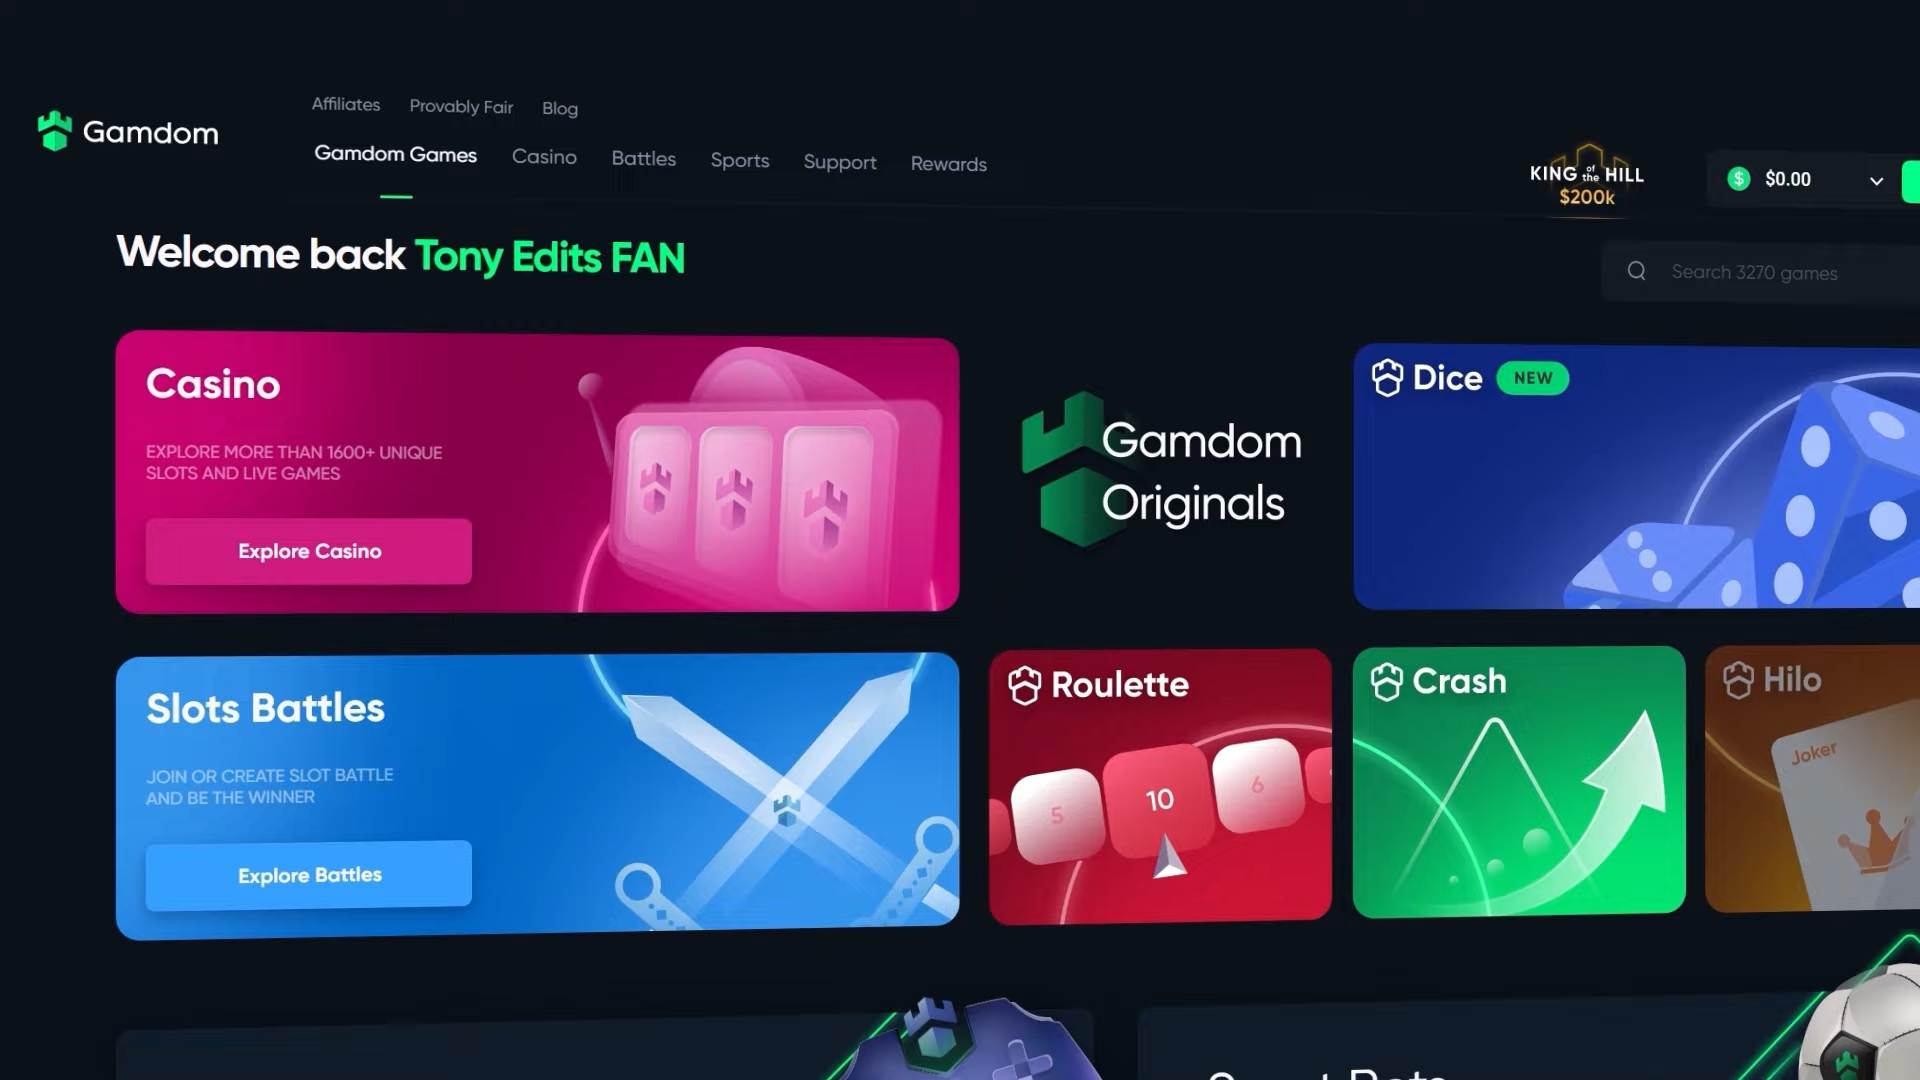 Affiliates Provably Fair Blog
Gamdom
Gamdom Games Casino Battles Sports Support Rewards
KING of the HILL
$200k
$ $0.00
Welcome back Tony Edits FAN
Search 3270 games
Casino
EXPLORE MORE THAN 1600+ UNIQUE
SLOTS AND LIVE GAMES
Explore Casino
Gamdom
Originals
Dice NEW
Slots Battles
JOIN OR CREATE SLOT BATTLE
AND BE THE WINNER
Explore Battles
Roulette
5 10 6
Crash
Hilo
Joker